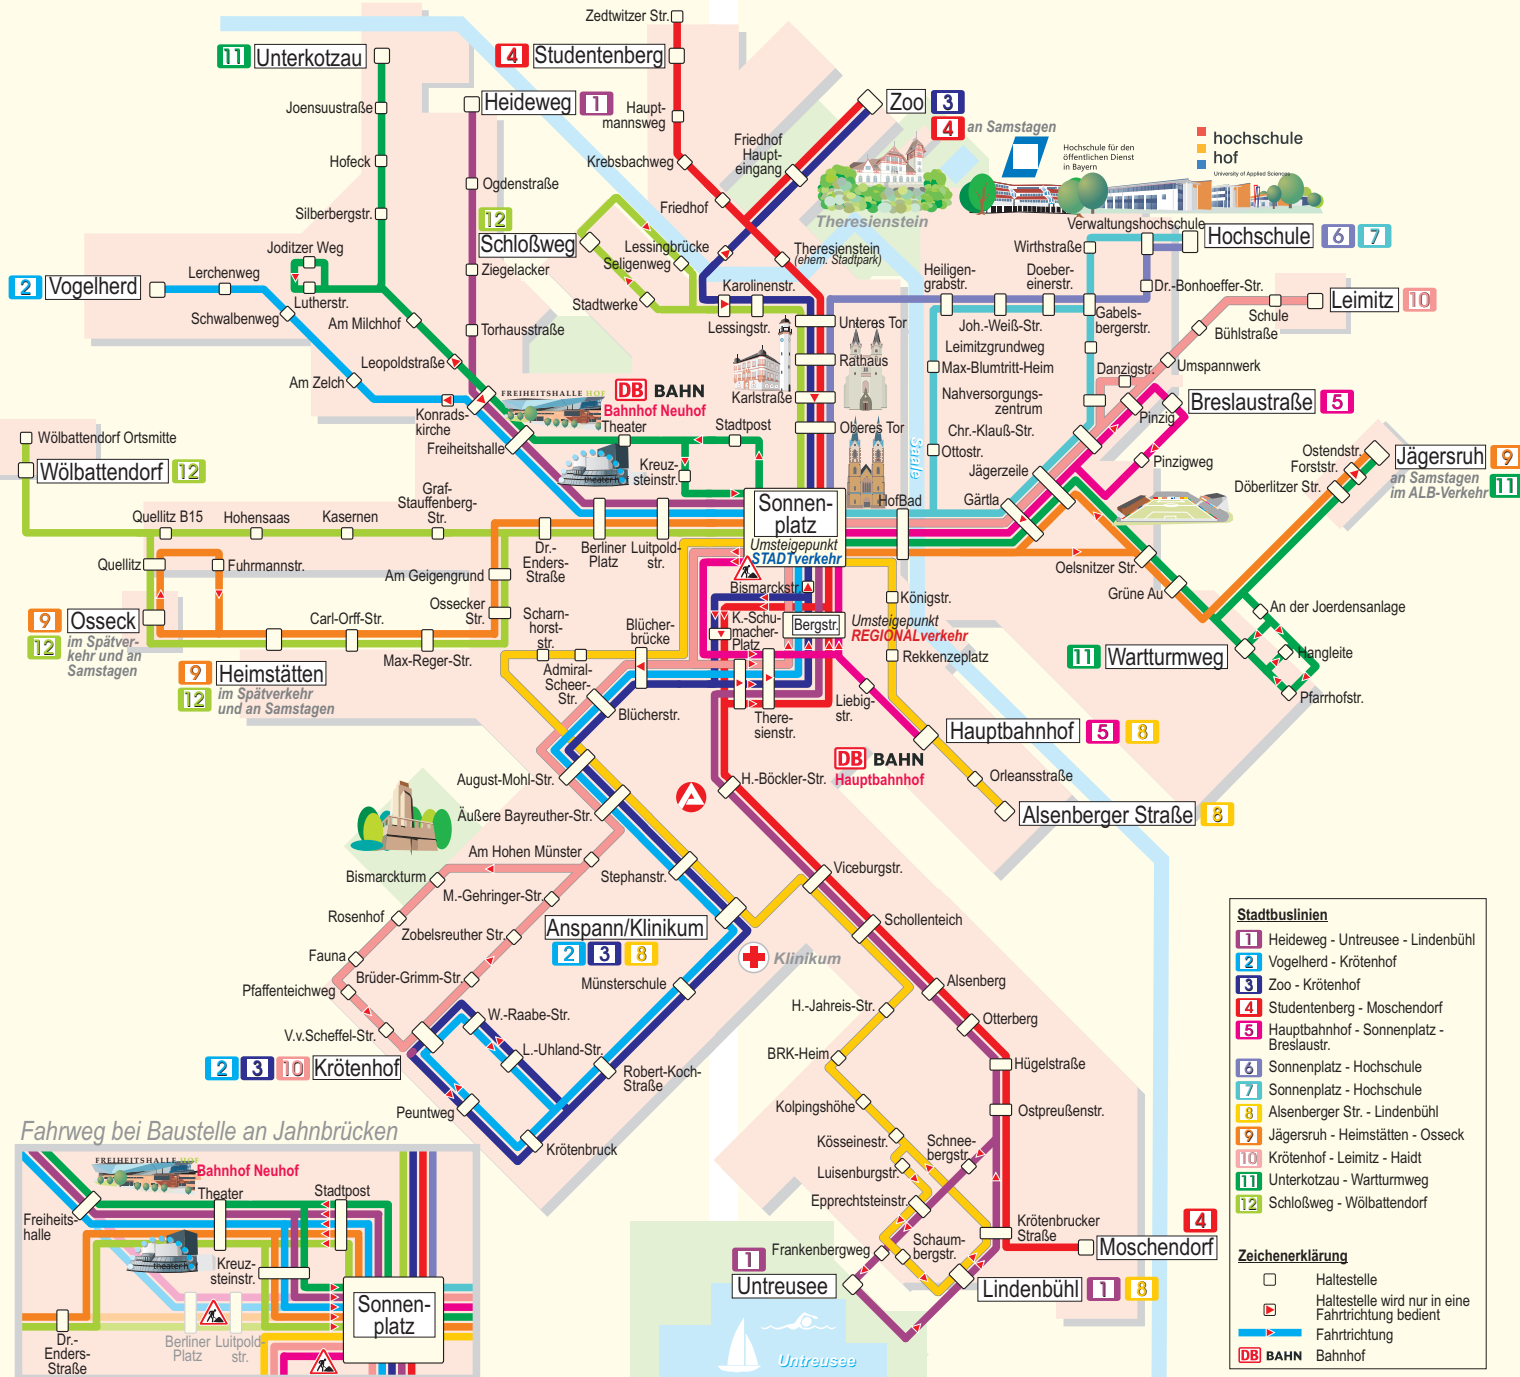 Zedtwitzer Str.
11 Unterkotzau
4 Studentenberg
Joensuustraße
Heideweg 1
Haupt-
mannsweg
Zoo 3
4 an Samstagen
Friedhof
Haupt-
eingang
Hochschule für den
öffentlichen Dienst
in Bayern
hochschule
hof
University of Applied Sciences
Hofeck
Krebsbachweg
Ogdenstraße
Silberbergstr.
Friedhof
Theresienstein
12
Schloßweg
Joditzer Weg
Lessingbrücke
Seligenweg
Theresienstein
(ehem. Stadtpark)
Verwaltungshochschule
Wirthstraße
Hochschule 6 7
2 Vogelherd
Lerchenweg
Ziegelacker
Lutherstr.
Stadtwerke
Karolinenstr.
Heiligen-
grabstr.
Doeber-
einerstr.
Dr.-Bonhoeffer-Str.
Leimitz 10
Schule
Schwalbenweg
Am Milchhof
Torhausstraße
Lessingstr.
Unteres Tor
Joh.-Weiß-Str.
Gabels-
bergerstr.
Bühlstraße
Leopoldstraße
Rathaus
Leimitzgrundweg
Max-Blumtritt-Heim
Danzigstr.
Umspannwerk
Am Zelch
FREIHEITSHALLE HOF
DB BAHN
Bahnhof Neuhof
Karlstraße
Nahversorgungs-
zentrum
Breslaustraße 5
Konrads-
kirche
Pinzig
Freiheitshalle
Theater
Stadtpost
Oberes Tor
Saale
Chr.-Klauß-Str.
Ottostr.
Wölbattendorf Ortsmitte
Wölbattendorf 12
Kreuz-
steinstr.
theater hof
Jägerzeile
Pinzigweg
Ostendstr.
Forststr.
Döberlitzer Str.
Jägersruh 9
an Samstagen
im ALB-Verkehr 11
Graf-
Stauffenberg-
Str.
Quellitz B15
Hohensaas
Kasernen
Sonnen-
platz
Umsteigepunkt
STADTverkehr
HofBad
Gärtla
Dr.-
Enders-
Straße
Berliner
Platz
Luitpold-
str.
Quellitz
Fuhrmannstr.
Am Geigengrund
Oelsnitzer Str.
Bismarckstr.
Grüne Au
Königstr.
9 Osseck
12 im Spätver-
kehr und an
Samstagen
Carl-Orff-Str.
Ossecker
Str.
Scharn-
horst-
str.
Blücher-
brücke
K.-Schu-
macher-
Platz
Bergstr.
Umsteigepunkt
REGIONALverkehr
An der Joerdensanlage
Max-Reger-Str.
Rekkenzeplatz
11 Wartturmweg
Hangleite
9 Heimstätten
12 im Spätverkehr
und an Samstagen
Admiral-
Scheer-
Str.
Blücherstr.
There-
sienstr.
Liebig-
str.
Pfarrhofstr.
Hauptbahnhof 5 8
DB BAHN
Hauptbahnhof
August-Mohl-Str.
H.-Böckler-Str.
Orleansstraße
Äußere Bayreuther-Str.
Alsenberger Straße 8
Am Hohen Münster
Bismarckturm
Stephanstr.
Viceburgstr.
M.-Gehringer-Str.
Rosenhof
Anspann/Klinikum
2 3 8
Schollenteich
Zobelsreuther Str.
Fauna
Klinikum
Brüder-Grimm-Str.
Münsterschule
Alsenberg
Pfaffenteichweg
H.-Jahreis-Str.
W.-Raabe-Str.
Otterberg
V.v.Scheffel-Str.
L.-Uhland-Str.
BRK-Heim
2 3 10 Krötenhof
Robert-Koch-
Straße
Hügelstraße
Peuntweg
Kolpingshöhe
Ostpreußenstr.
Krötenbruck
Kösseinestr.
Schnee-
bergstr.
Luisenburgstr.
Epprechtsteinstr.
Krötenbrucker
Straße
4
Moschendorf
Frankenbergweg
Schaum-
bergstr.
1
Untreusee
Lindenbühl 1 8
Untreusee
Fahrweg bei Baustelle an Jahnbrücken
FREIHEITSHALLE HOF
Bahnhof Neuhof
Theater
Stadtpost
Freiheits-
halle
Kreuz-
steinstr.
Sonnen-
platz
Dr.-
Enders-
Straße
Berliner
Platz
Luitpold-
str.
Stadtbuslinien
1 Heideweg - Untreusee - Lindenbühl
2 Vogelherd - Krötenhof
3 Zoo - Krötenhof
4 Studentenberg - Moschendorf
5 Hauptbahnhof - Sonnenplatz -
Breslaustr.
6 Sonnenplatz - Hochschule
7 Sonnenplatz - Hochschule
8 Alsenberger Str. - Lindenbühl
9 Jägersruh - Heimstätten - Osseck
10 Krötenhof - Leimitz - Haidt
11 Unterkotzau - Wartturmweg
12 Schloßweg - Wölbattendorf
Zeichenerklärung
Haltestelle
Haltestelle wird nur in eine
Fahrtrichtung bedient
Fahrtrichtung
DB BAHN Bahnhof